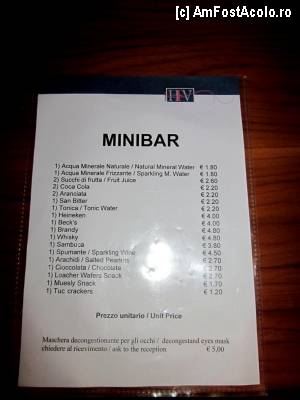 (c) AmFostAcolo.ro
HV
MINIBAR
1) Acqua Minerale Naturale / Natural Mineral Water € 1.80
1) Acqua Minerale Frizzante / Sparkling M. Water € 1.80
2) Succhi di frutta / Fruit Juice € 2.60
2) Coca Cola € 2.20
2) Aranciata € 2.20
1) San Bitter € 2.20
1) Tonica / Tonic Water € 2.20
1) Heineken € 4.00
1) Beck's € 4.00
1) Brandy € 4.80
1) Whisky € 4.80
1) Sambuca € 3.80
1) Spumante / Sparkling Wine € 4.50
1) Arachidi / Salted Peanuts € 2.70
1) Cioccolata / Chocolate € 2.70
1) Loacher Wafers Snack € 2.70
1) Muesly Snack € 1.70
1) Tuc crackers € 1.20
Prezzo unitario / Unit Price
Maschera decongestionante per gli occhi / decongestand eyes mask
chiedere al ricevimento / ask to the reception € 5,00